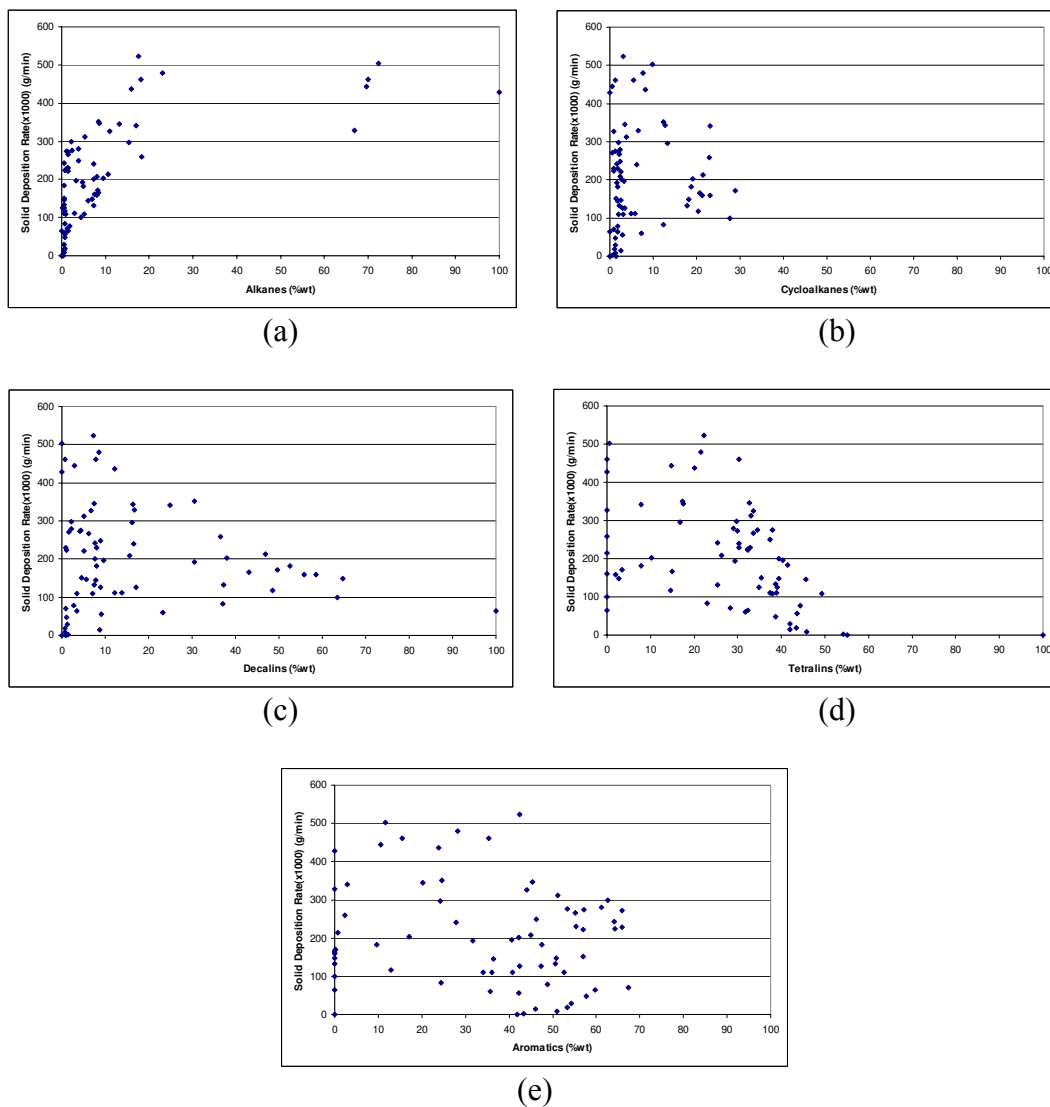 600
500
400
300
200
100
0
Solid Deposition Rate(x1000) (g/min)
0 10 20 30 40 50 60 70 80 90 100
Alkanes (%wt)
(a)
600
500
400
300
200
100
0
Solid Deposition Rate(x1000) (g/min)
0 10 20 30 40 50 60 70 80 90 100
Cycloalkanes (%wt)
(b)
600
500
400
300
200
100
0
Solid Deposition Rate(x1000) (g/min)
0 10 20 30 40 50 60 70 80 90 100
Decalins (%wt)
(c)
600
500
400
300
200
100
0
Solid Deposition Rate(x1000) (g/min)
0 10 20 30 40 50 60 70 80 90 100
Tetralins (%wt)
(d)
600
500
400
300
200
100
0
Solid Deposition Rate(x1000) (g/min)
0 10 20 30 40 50 60 70 80 90 100
Aromatics (%wt)
(e)